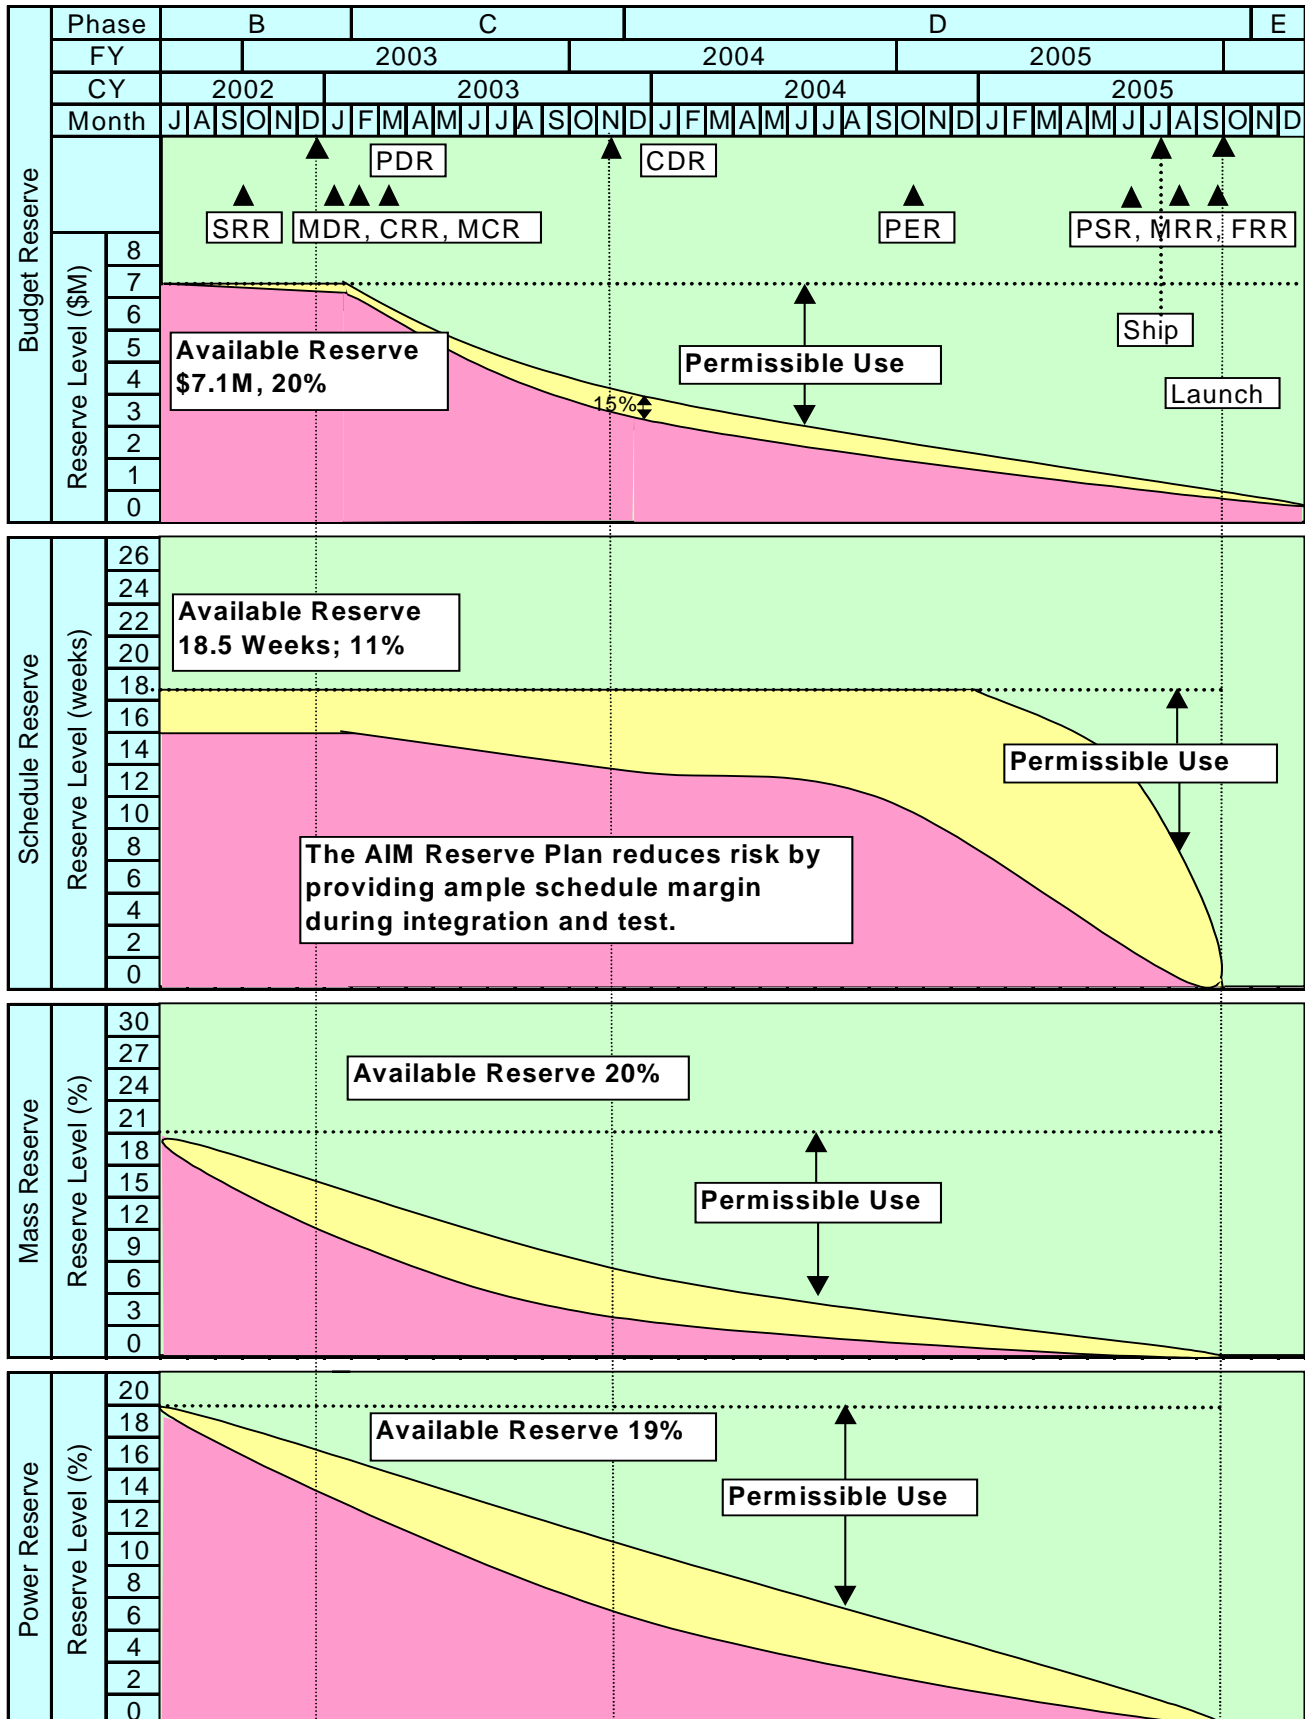 Phase B C D E
FY 2003 2004 2005
CY 2002 2003 2004 2005
Month J A S O N D J F M A M J J A S O N D J F M A M J J A S O N D J F M A M J J A S O N D
Budget Reserve
Reserve Level ($M)
PDR
CDR
SRR
MDR, CRR, MCR
PER
PSR, MRR, FRR
8
7
6
5
4
3
2
1
0
Ship
Available Reserve
$7.1M, 20%
Permissible Use
Launch
15%
Schedule Reserve
Reserve Level (weeks)
26
24
22
20
18
16
14
12
10
8
6
4
2
0
Available Reserve
18.5 Weeks; 11%
Permissible Use
The AIM Reserve Plan reduces risk by
providing ample schedule margin
during integration and test.
Mass Reserve
Reserve Level (%)
30
27
24
21
18
15
12
9
6
3
0
Available Reserve 20%
Permissible Use
Power Reserve
Reserve Level (%)
20
18
16
14
12
10
8
6
4
2
0
Available Reserve 19%
Permissible Use